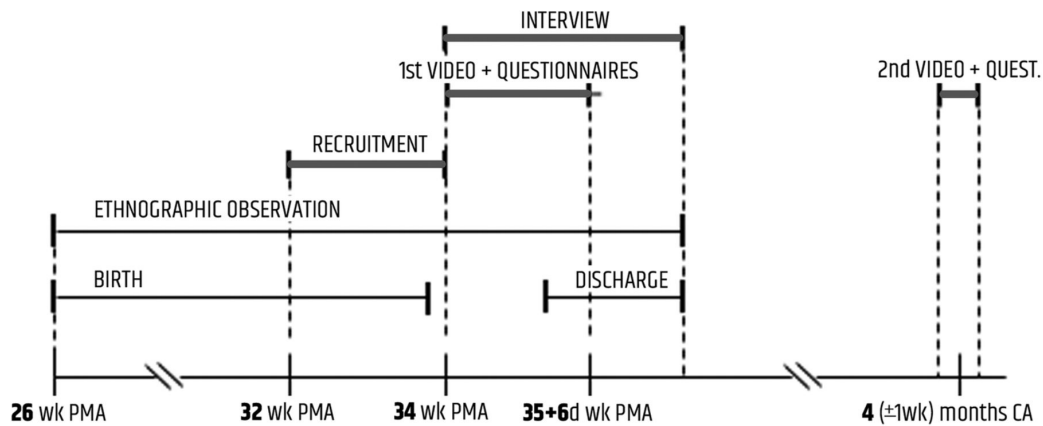 INTERVIEW
1st VIDEO + QUESTIONNAIRES
2nd VIDEO + QUEST.
RECRUITMENT
ETHNOGRAPHIC OBSERVATION
BIRTH
DISCHARGE
26 wk PMA
32 wk PMA
34 wk PMA
35+6d wk PMA
4 (±1wk) months CA